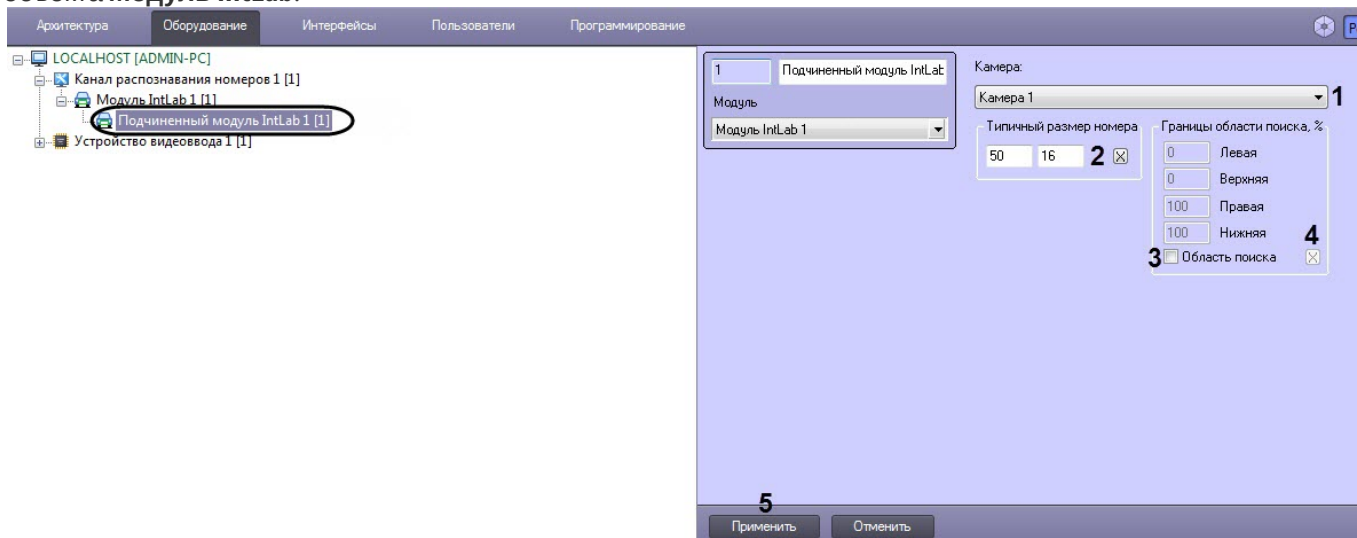 объекта Модуль IntLab.
Архитектура Оборудование Интерфейсы Пользователи Программирование
LOCALHOST [ADMIN-PC]
Канал распознавания номеров 1 [1]
Модуль IntLab 1 [1]
Подчиненный модуль IntLab 1 [1]
Устройство видеоввода 1 [1]
1 Подчиненный модуль IntLab
Модуль
Модуль IntLab 1
Камера:
Камера 1 1
Типичный размер номера
50 16 2
Границы области поиска, %
0 Левая
0 Верхняя
100 Правая
100 Нижняя 4
3 Область поиска
5
Применить Отменить